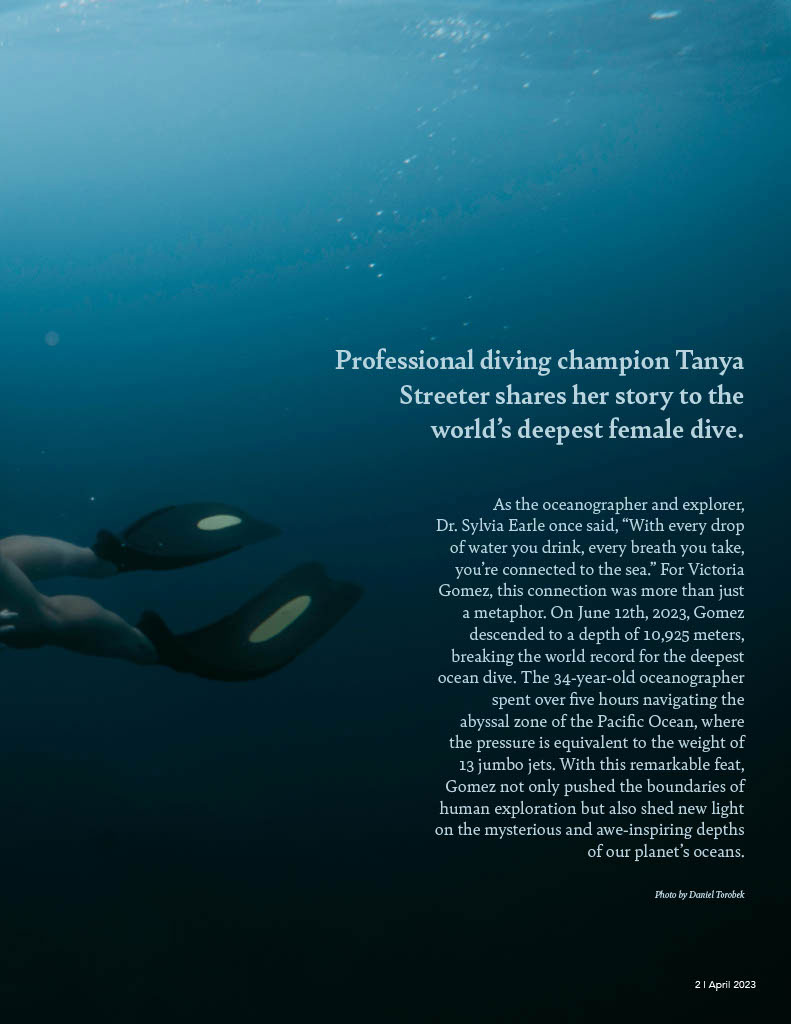 Professional diving champion Tanya
Streeter shares her story to the
world’s deepest female dive.
As the oceanographer and explorer,
Dr. Sylvia Earle once said, “With every drop
of water you drink, every breath you take,
you’re connected to the sea.” For Victoria
Gomez, this connection was more than just
a metaphor. On June 12th, 2023, Gomez
descended to a depth of 10,925 meters,
breaking the world record for the deepest
ocean dive. The 34-year-old oceanographer
spent over five hours navigating the
abyssal zone of the Pacific Ocean, where
the pressure is equivalent to the weight of
13 jumbo jets. With this remarkable feat,
Gomez not only pushed the boundaries of
human exploration but also shed new light
on the mysterious and awe-inspiring depths
of our planet’s oceans.
Photo by Daniel Torobek
2 | April 2023